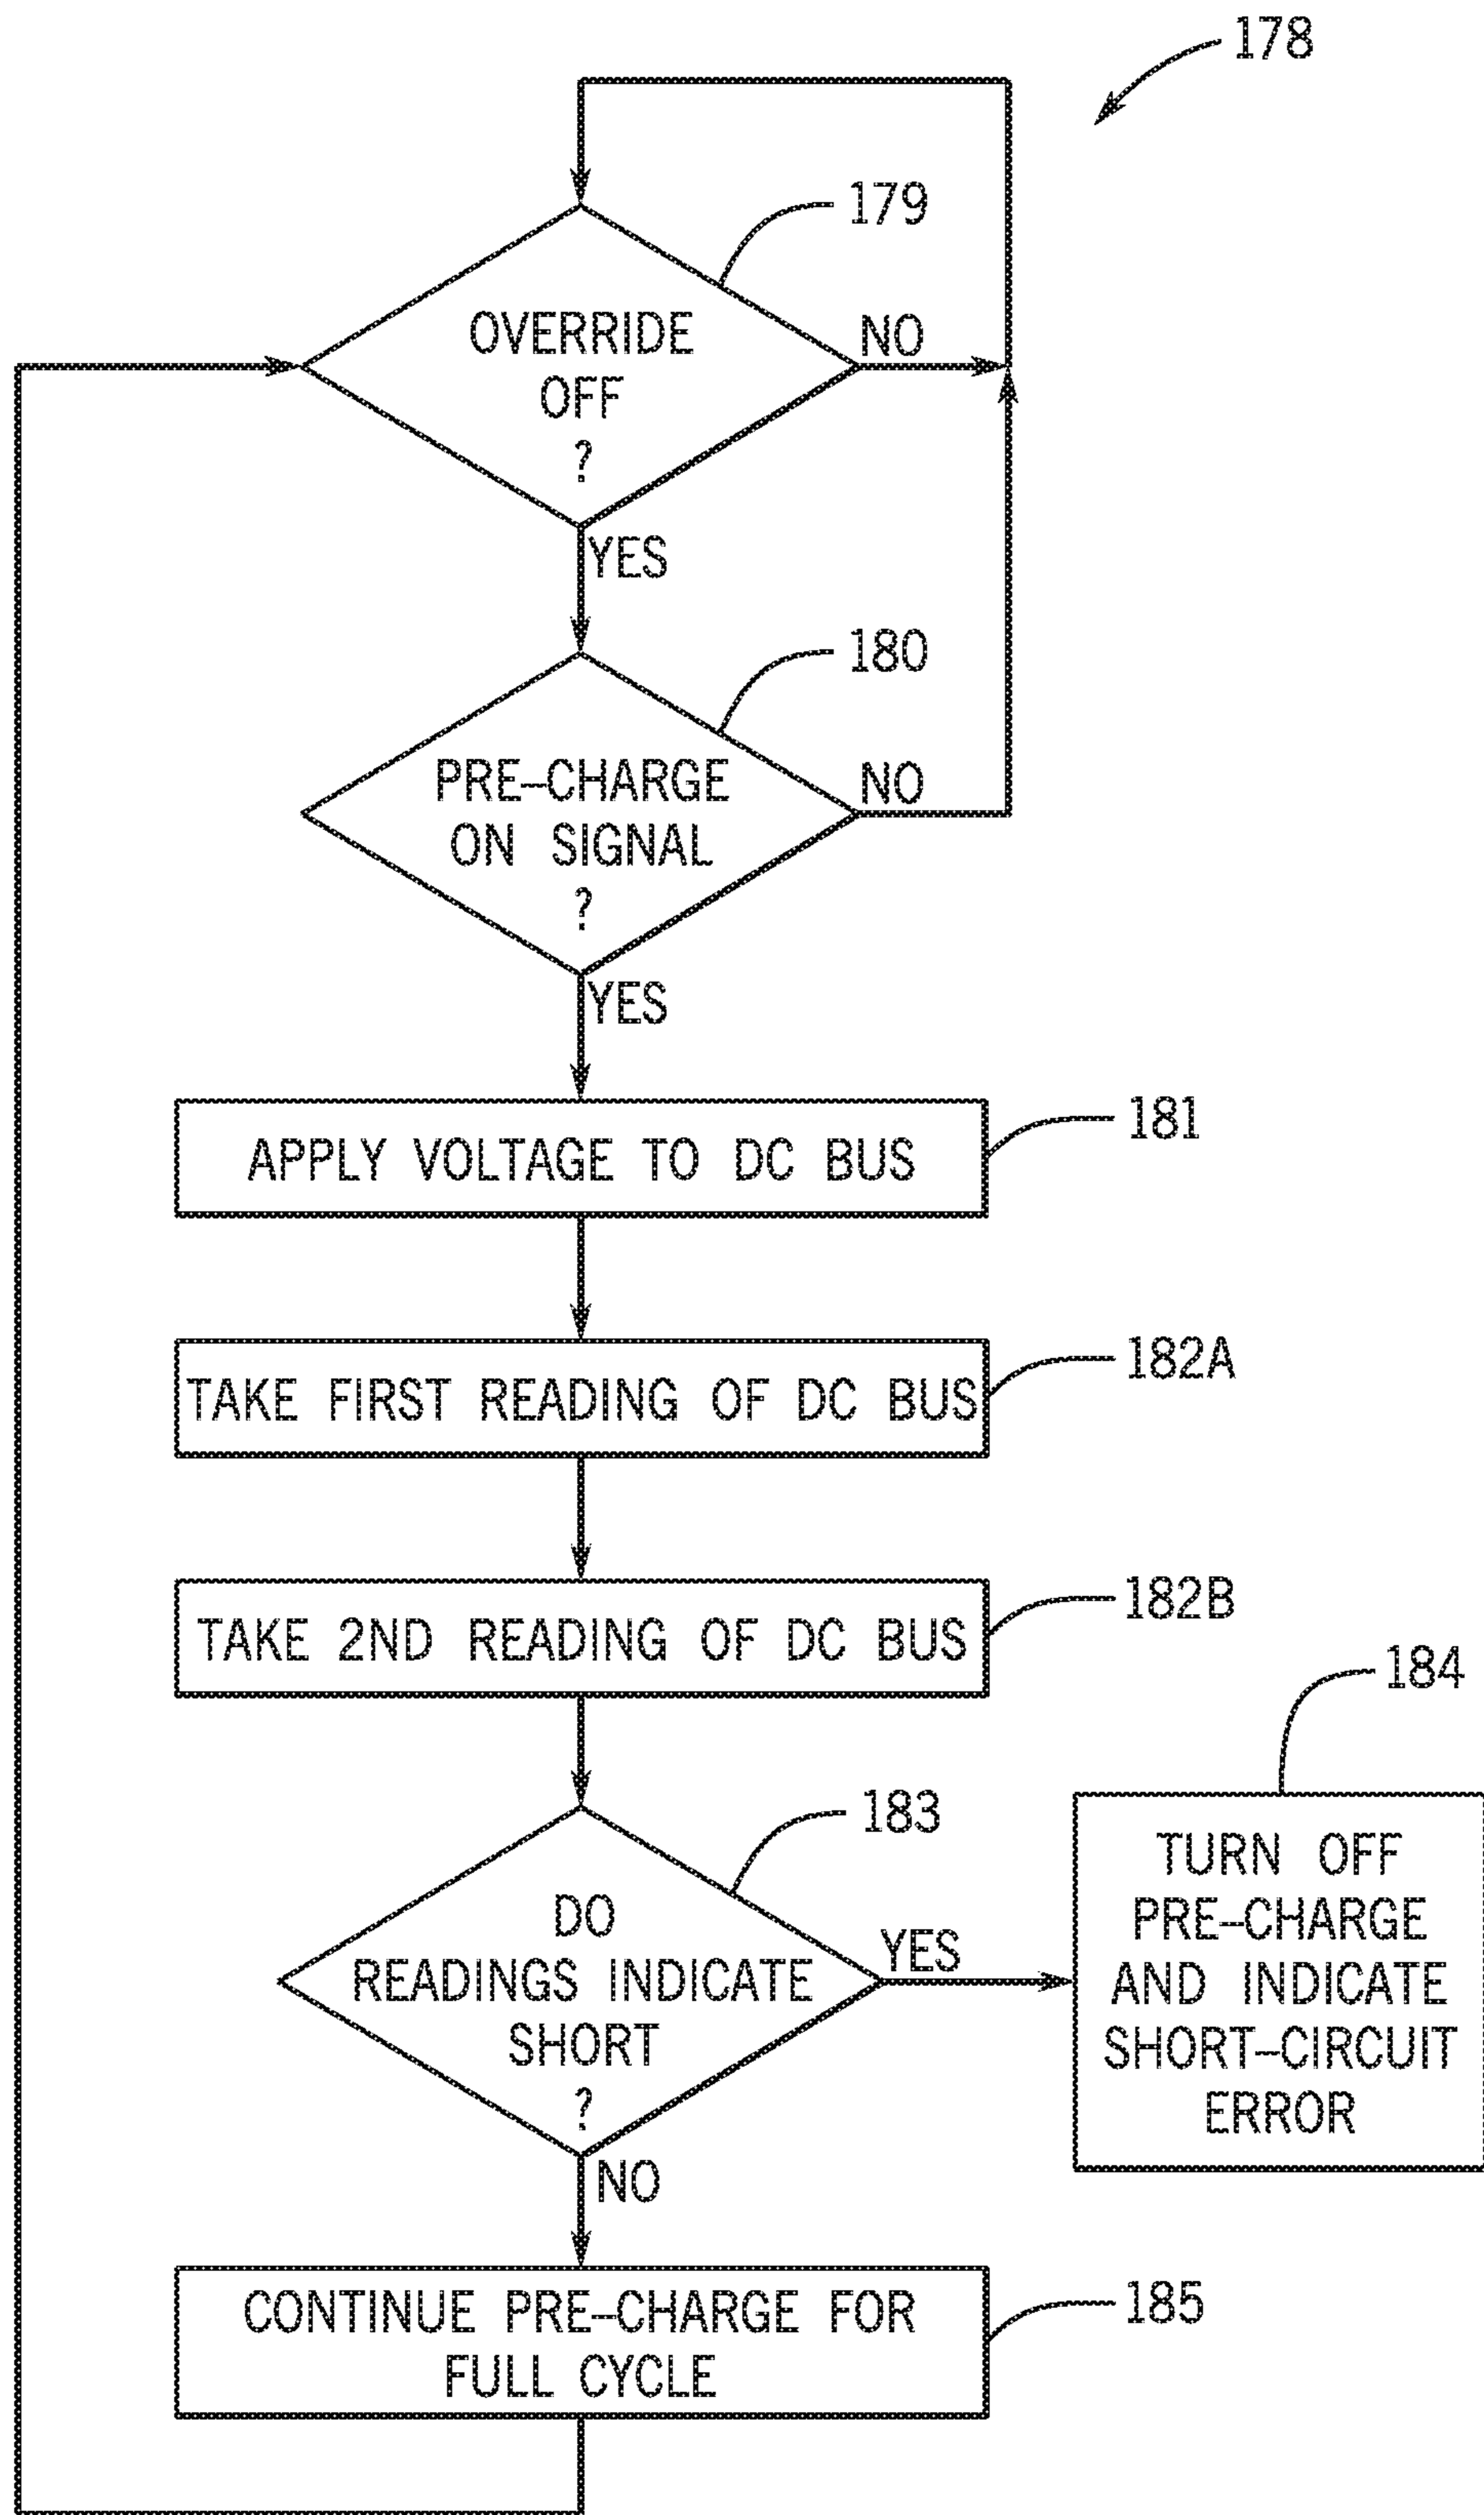 178
179
OVERRIDE
OFF
?
NO
YES
180
PRE-CHARGE
ON SIGNAL
?
NO
YES
APPLY VOLTAGE TO DC BUS
181
TAKE FIRST READING OF DC BUS
182A
TAKE 2ND READING OF DC BUS
182B
183
DO
READINGS INDICATE
SHORT
?
YES
NO
184
TURN OFF
PRE-CHARGE
AND INDICATE
SHORT-CIRCUIT
ERROR
CONTINUE PRE-CHARGE FOR
FULL CYCLE
185